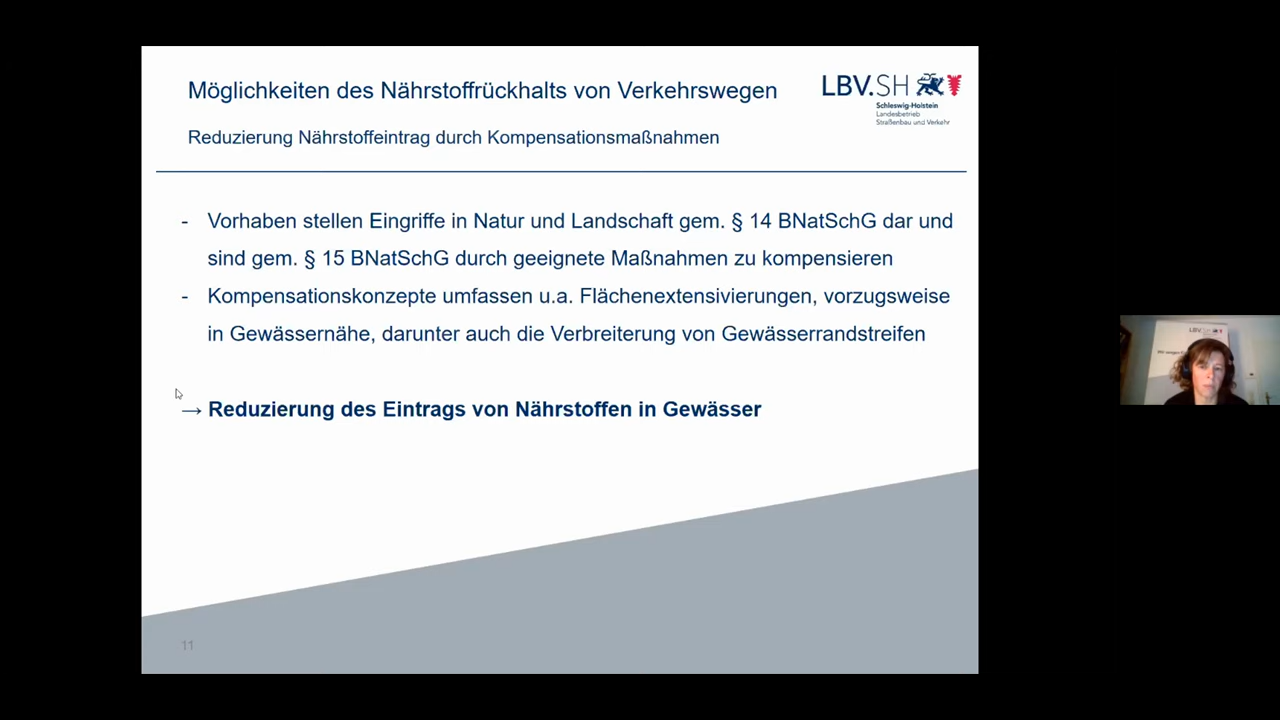 Möglichkeiten des Nährstoffrückhalts von Verkehrswegen
Reduzierung Nährstoffeintrag durch Kompensationsmaßnahmen
LBV.SH
Schleswig-Holstein
Landesbetrieb
Straßenbau und Verkehr
- Vorhaben stellen Eingriffe in Natur und Landschaft gem. § 14 BNatSchG dar und
sind gem. § 15 BNatSchG durch geeignete Maßnahmen zu kompensieren
- Kompensationskonzepte umfassen u.a. Flächenextensivierungen, vorzugsweise
in Gewässernähe, darunter auch die Verbreiterung von Gewässerrandstreifen
→ Reduzierung des Eintrags von Nährstoffen in Gewässer
11
LBV.SH